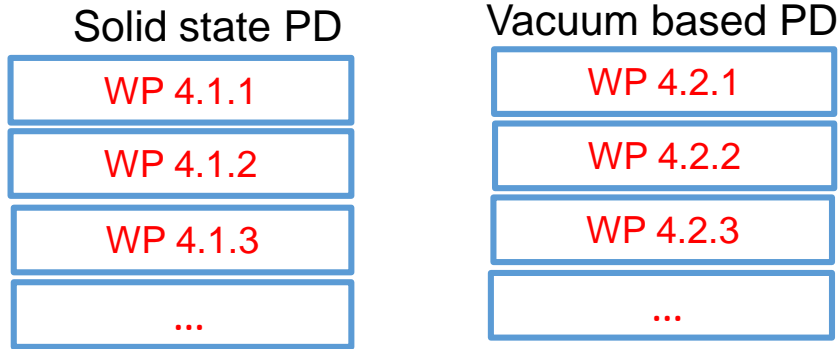 Solid state PD
WP 4.1.1
WP 4.1.2
WP 4.1.3
...
Vacuum based PD
WP 4.2.1
WP 4.2.2
WP 4.2.3
...